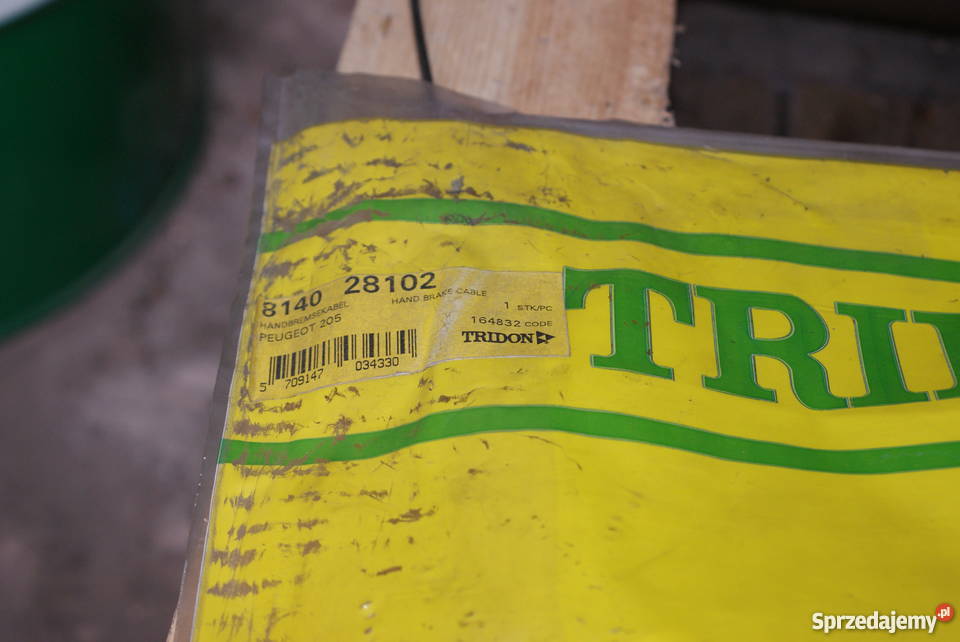 8140 28102
HANDBREMSEKABEL HAND BRAKE CABLE
PEUGEOT 205 1 STK/PC
164832 CODE
TRIDON
5 709147 034330
TRI
Sprzedajemy.pl